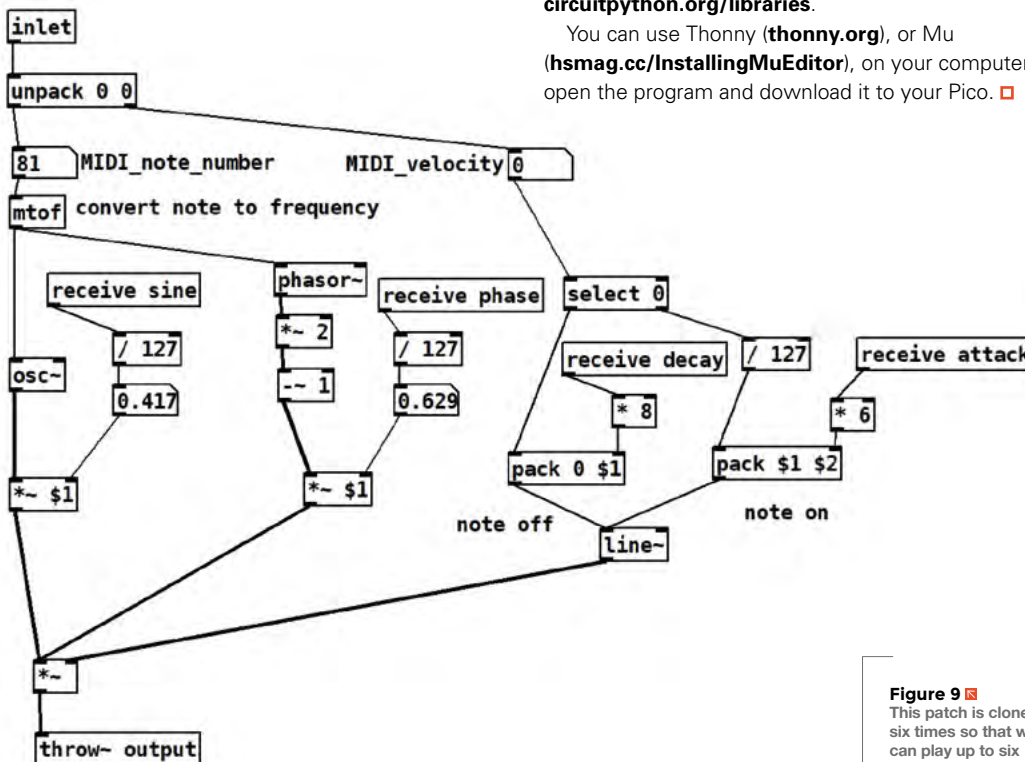 circuitpython.org/libraries.
You can use Thonny (thonny.org), or Mu
(hsmag.cc/InstallingMuEditor), on your computer
open the program and download it to your Pico.
inlet
unpack 0 0
81 MIDI_note_number
MIDI_velocity 0
mtof convert note to frequency
receive sine
phasor~
receive phase
select 0
*~ 2
/ 127
/ 127
receive decay
/ 127
receive attack
osc~
-~ 1
0.417
0.629
* 8
* 6
*~ $1
*~ $1
pack 0 $1
pack $1 $2
note off
note on
line~
*~
throw~ output
Figure 9
This patch is clone
six times so that w
can play up to six